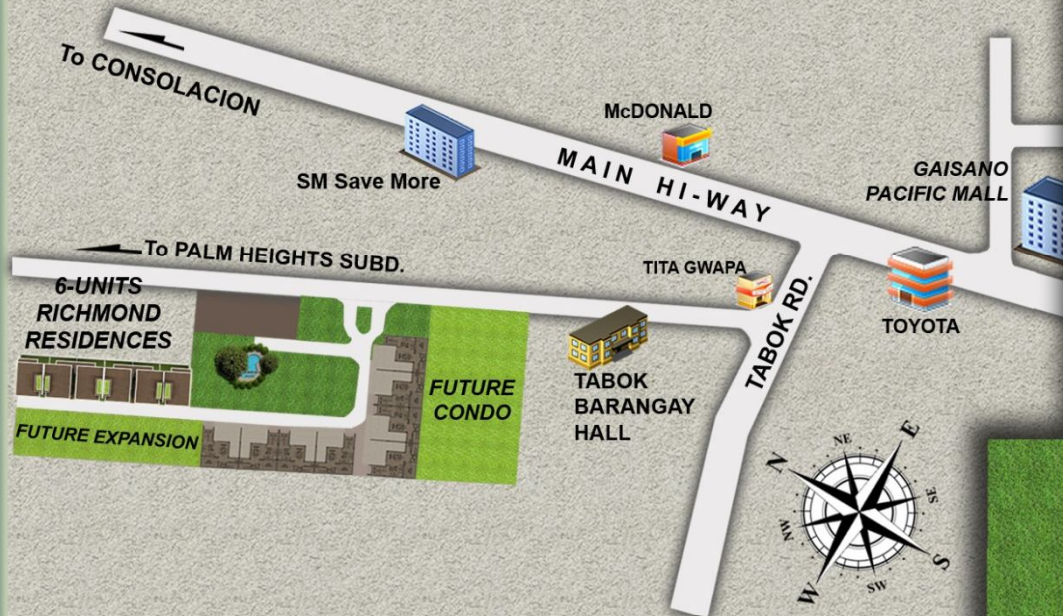 To CONSOLACION
McDONALD
MAIN HI-WAY
SM Save More
GAISANO
PACIFIC MALL
To PALM HEIGHTS SUBD.
TITA GWAPA
6-UNITS
RICHMOND
RESIDENCES
TABOK RD.
TOYOTA
FUTURE
CONDO
TABOK
BARANGAY
HALL
FUTURE EXPANSION
N
NE
E
SE
S
SW
W
NW